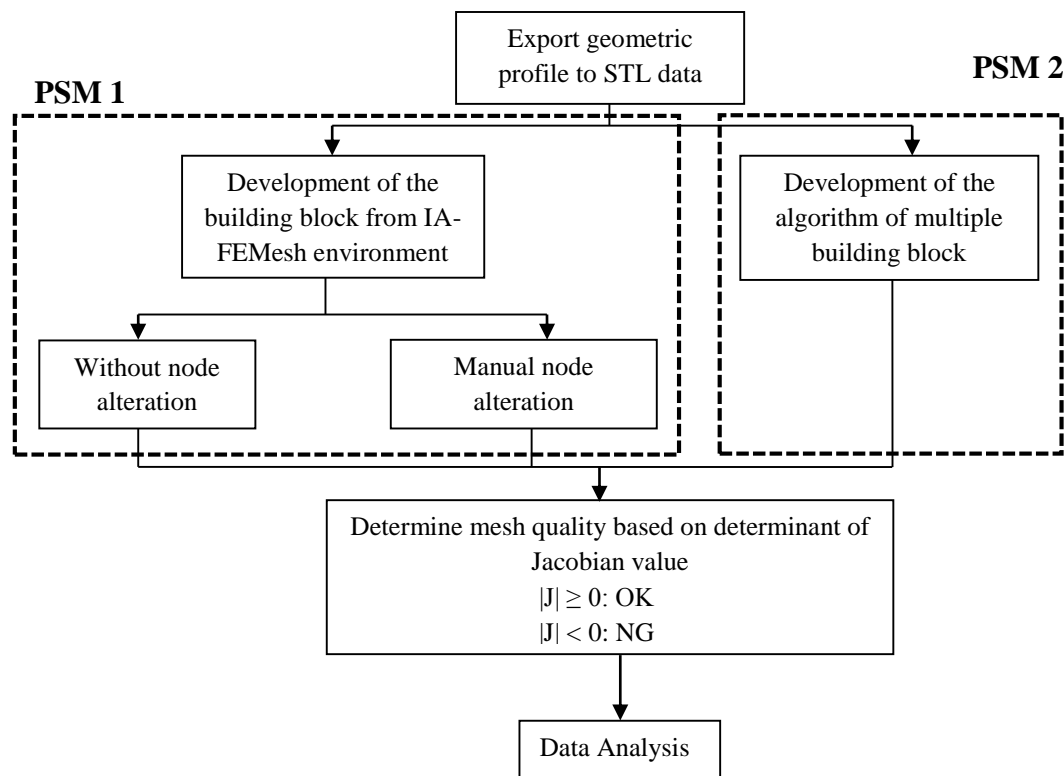 Export geometric
profile to STL data
PSM 1
PSM 2
Development of the
building block from IA-
FEMesh environment
Development of the
algorithm of multiple
building block
Without node
alteration
Manual node
alteration
Determine mesh quality based on determinant of
Jacobian value
|J| ≥ 0: OK
|J| < 0: NG
Data Analysis